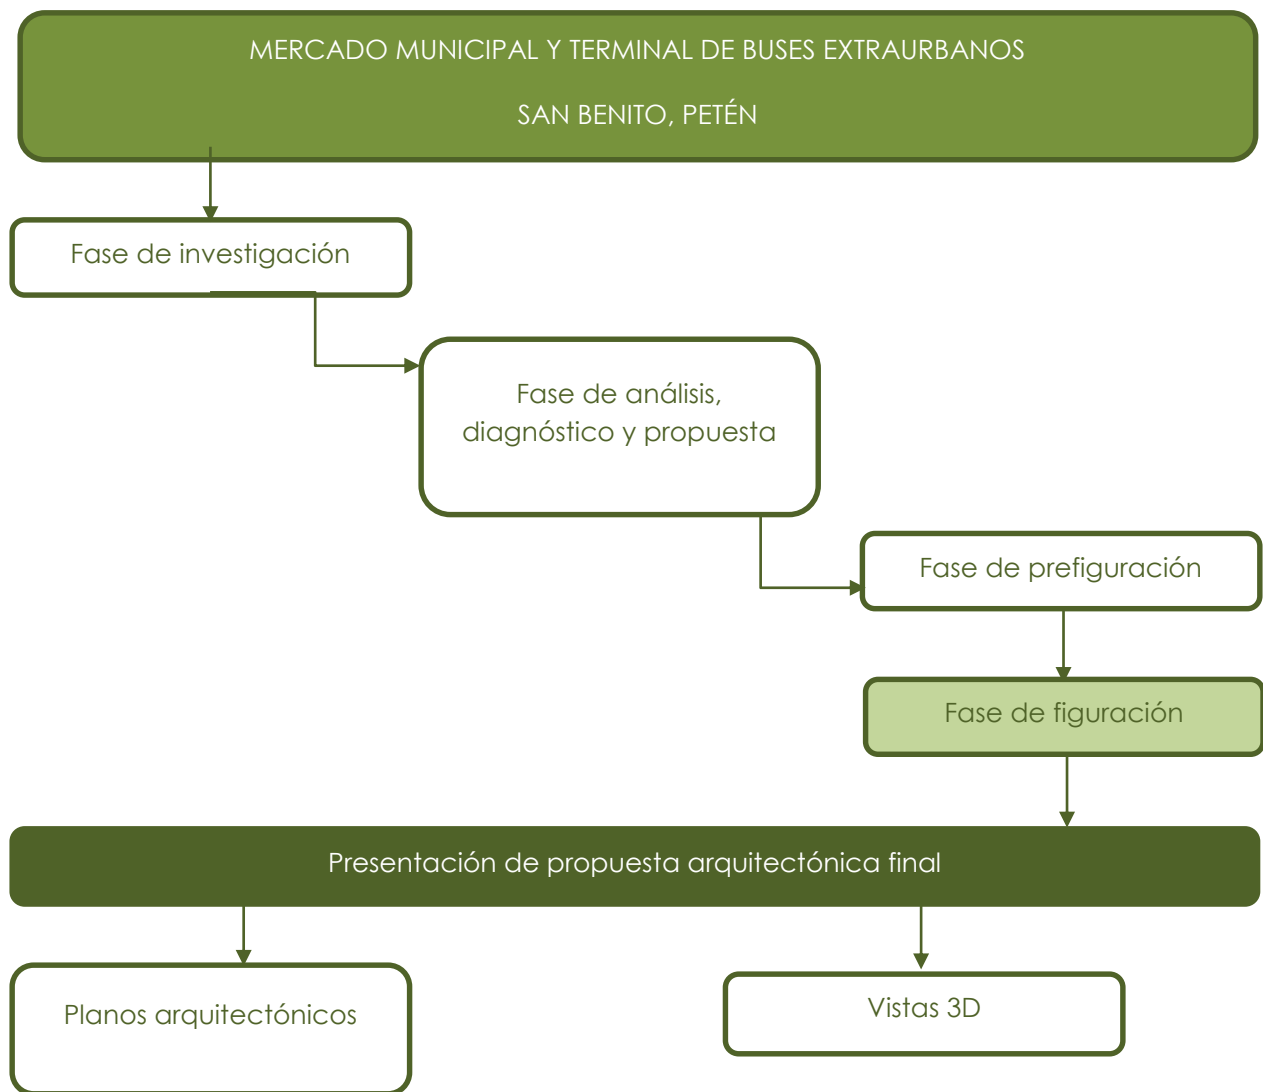 MERCADO MUNICIPAL Y TERMINAL DE BUSES EXTRAURBANOS
SAN BENITO, PETÉN
Fase de investigación
Fase de análisis,
diagnóstico y propuesta
Fase de prefiguración
Fase de figuración
Presentación de propuesta arquitectónica final
Planos arquitectónicos
Vistas 3D